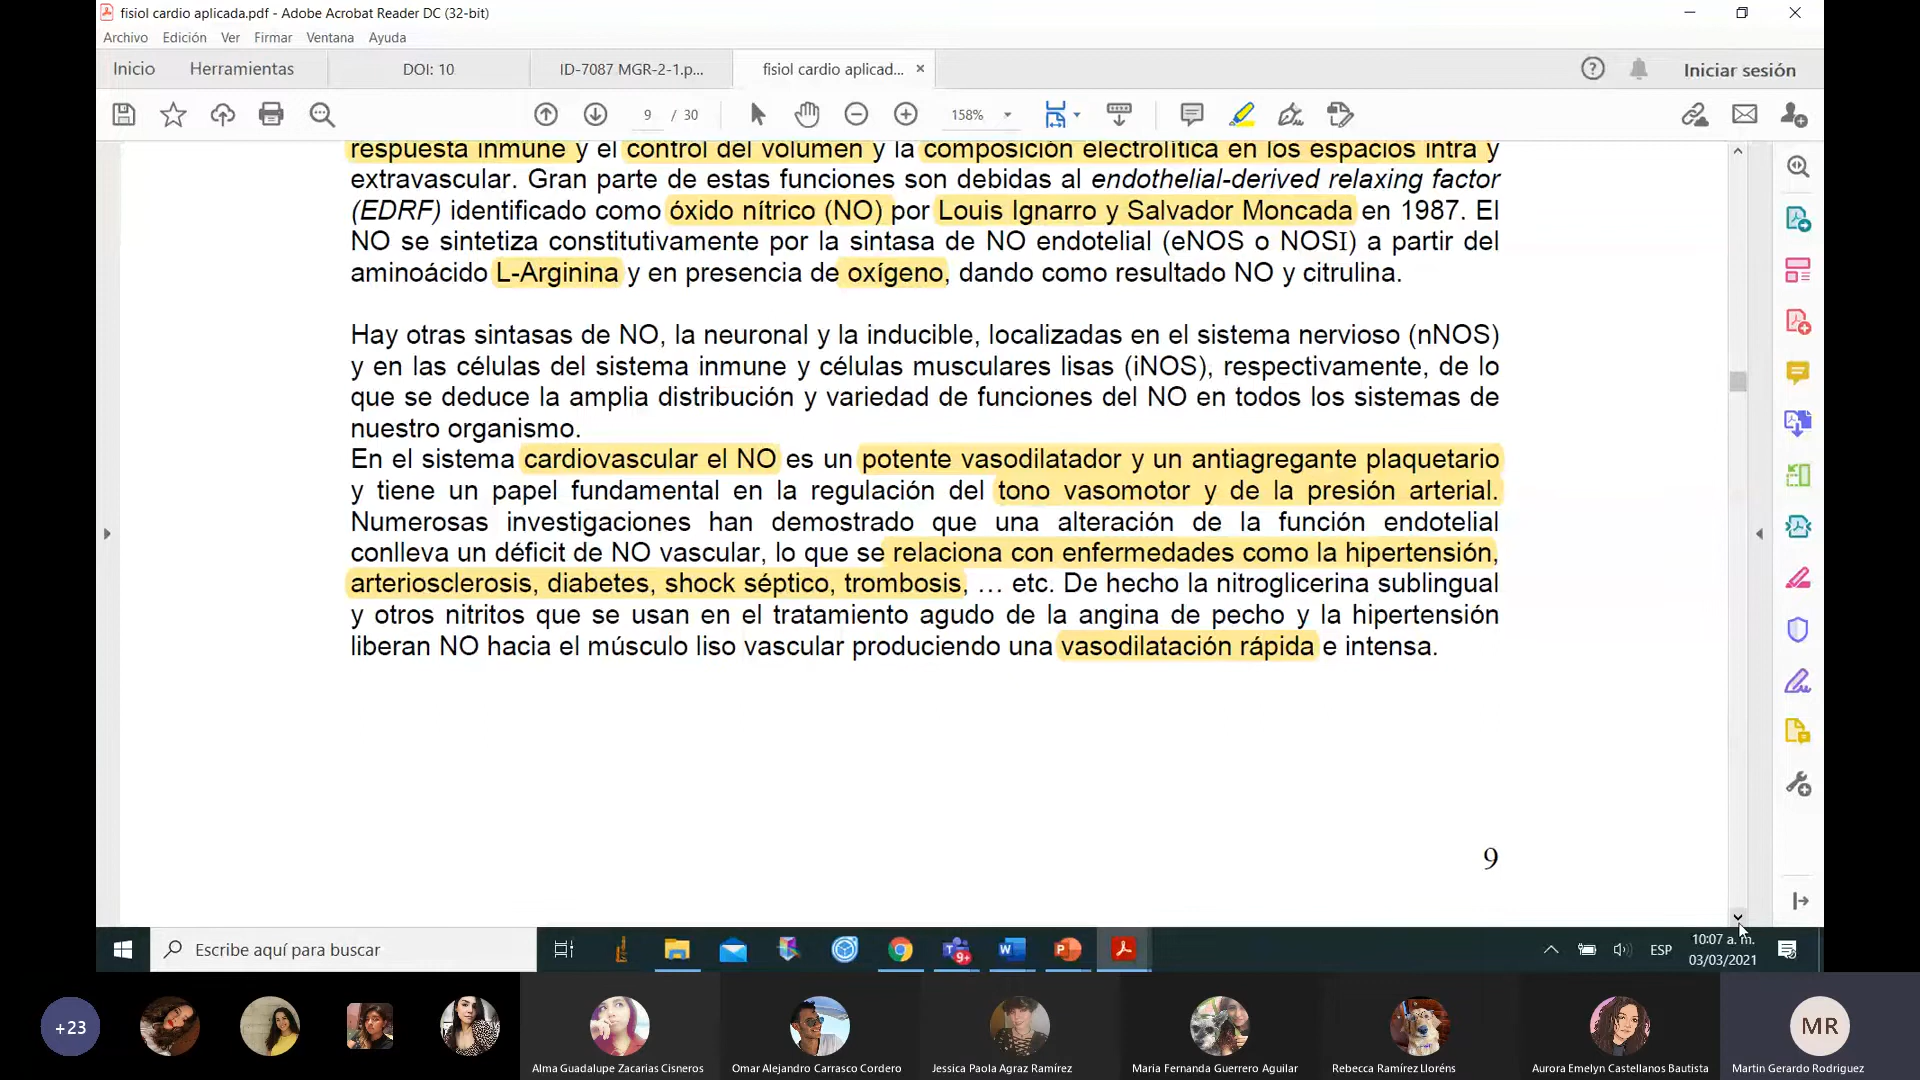 fisiol cardio aplicada.pdf - Adobe Acrobat Reader DC (32-bit)
Archivo Edición Ver Firmar Ventana Ayuda
Inicio Herramientas DOI: 10 ID-7087 MGR-2-1.p... fisiol cardio aplicad... Iniciar sesión
9 / 30 158%
respuesta inmune y el control del volumen y la composición electrolítica en los espacios intra y
extravascular. Gran parte de estas funciones son debidas al endothelial-derived relaxing factor
(EDRF) identificado como óxido nítrico (NO) por Louis Ignarro y Salvador Moncada en 1987. El
NO se sintetiza constitutivamente por la sintasa de NO endotelial (eNOS o NOSI) a partir del
aminoácido L-Arginina y en presencia de oxígeno, dando como resultado NO y citrulina.
Hay otras sintasas de NO, la neuronal y la inducible, localizadas en el sistema nervioso (nNOS)
y en las células del sistema inmune y células musculares lisas (iNOS), respectivamente, de lo
que se deduce la amplia distribución y variedad de funciones del NO en todos los sistemas de
nuestro organismo.
En el sistema cardiovascular el NO es un potente vasodilatador y un antiagregante plaquetario
y tiene un papel fundamental en la regulación del tono vasomotor y de la presión arterial.
Numerosas investigaciones han demostrado que una alteración de la función endotelial
conlleva un déficit de NO vascular, lo que se relaciona con enfermedades como la hipertensión,
arteriosclerosis, diabetes, shock séptico, trombosis, … etc. De hecho la nitroglicerina sublingual
y otros nitritos que se usan en el tratamiento agudo de la angina de pecho y la hipertensión
liberan NO hacia el músculo liso vascular produciendo una vasodilatación rápida e intensa.
9
Escribe aquí para buscar 9+ ESP 10:07 a. m.
03/03/2021
+23 MR
Alma Guadalupe Zacarias Cisneros Omar Alejandro Carrasco Cordero Jessica Paola Agraz Ramírez Maria Fernanda Guerrero Aguilar Rebecca Ramírez Lloréns Aurora Emelyn Castellanos Bautista Martin Gerardo Rodriguez